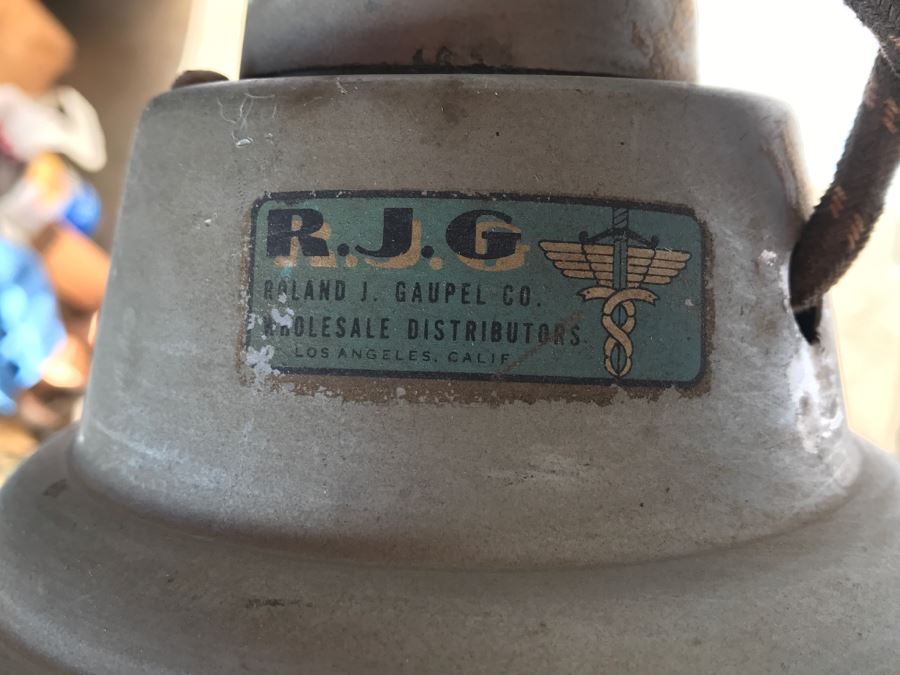 R.J.G
ROLAND J. GAUPEL CO.
WHOLESALE DISTRIBUTORS
LOS ANGELES, CALIF.